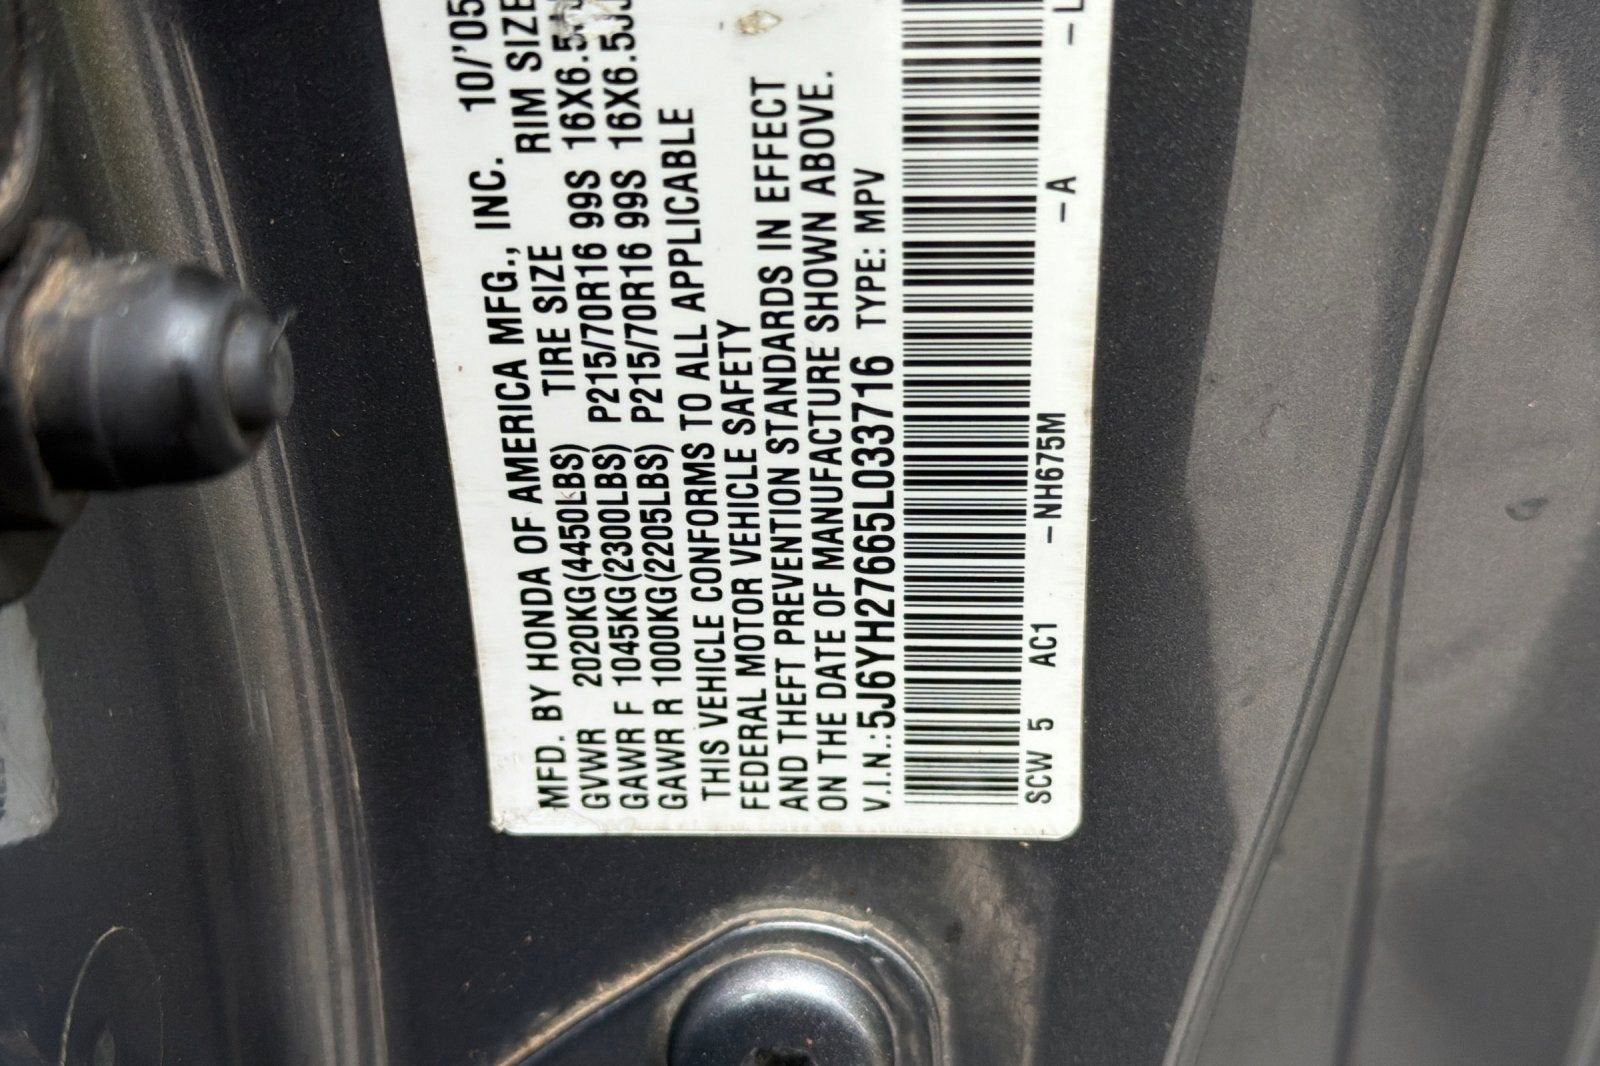 MFD. BY HONDA OF AMERICA MFG., INC. 10/'05
GVWR 2020KG(4450LBS) TIRE SIZE RIM SIZE
GAWR F 1045KG(2300LBS) P215/70R16 99S 16X6.5J
GAWR R 1000KG(2205LBS) P215/70R16 99S 16X6.5J
THIS VEHICLE CONFORMS TO ALL APPLICABLE
FEDERAL MOTOR VEHICLE SAFETY
AND THEFT PREVENTION STANDARDS IN EFFECT
ON THE DATE OF MANUFACTURE SHOWN ABOVE.
V.I.N.:5J6YH27665L033716 TYPE: MPV
SCW 5 AC1 -NH675M -A -L